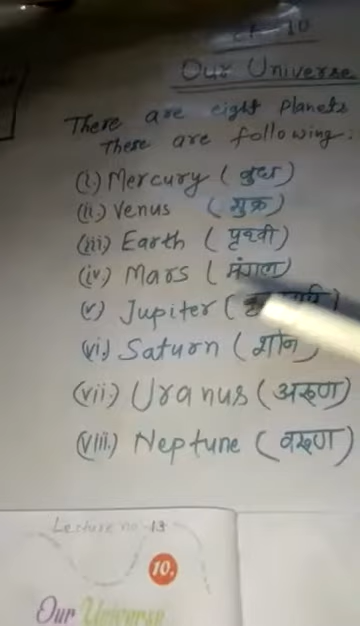 ch - 10
Our Universe
There are eight Planets
These are following:
(i.) Mercury (बुध)
(ii.) Venus (शुक्र)
(iii) Earth (पृथ्वी)
(iv) Mars (मंगल)
(v) Jupiter
(vi.) Saturn (शनि)
(vii.) Uranus (अरूण)
(viii.) Neptune (वरूण)
Lecture no - 13
10.
Our Universe